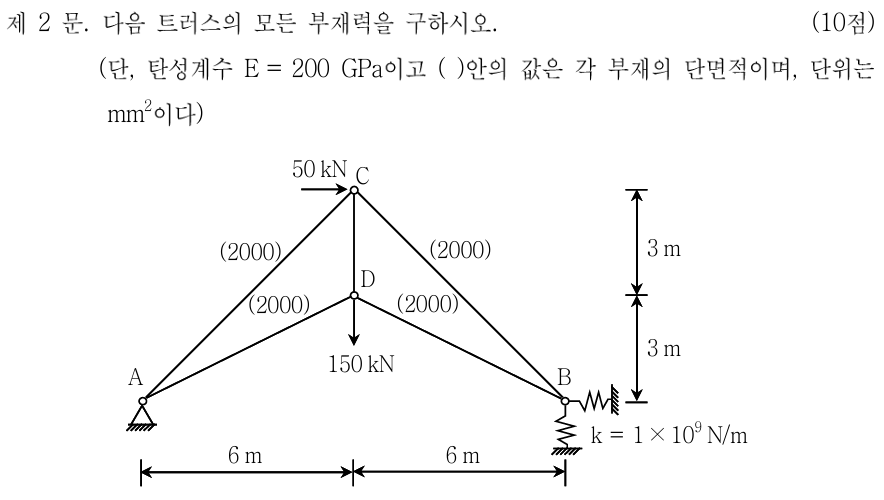 제 2 문. 다음 트러스의 모든 부재력을 구하시오. (10점)
(단, 탄성계수 E = 200 GPa이고 ( )안의 값은 각 부재의 단면적이며, 단위는
mm²이다)
50 kN C
(2000) (2000) 3 m
D
(2000) (2000)
3 m
150 kN
A B
k = 1×10⁹ N/m
6 m 6 m